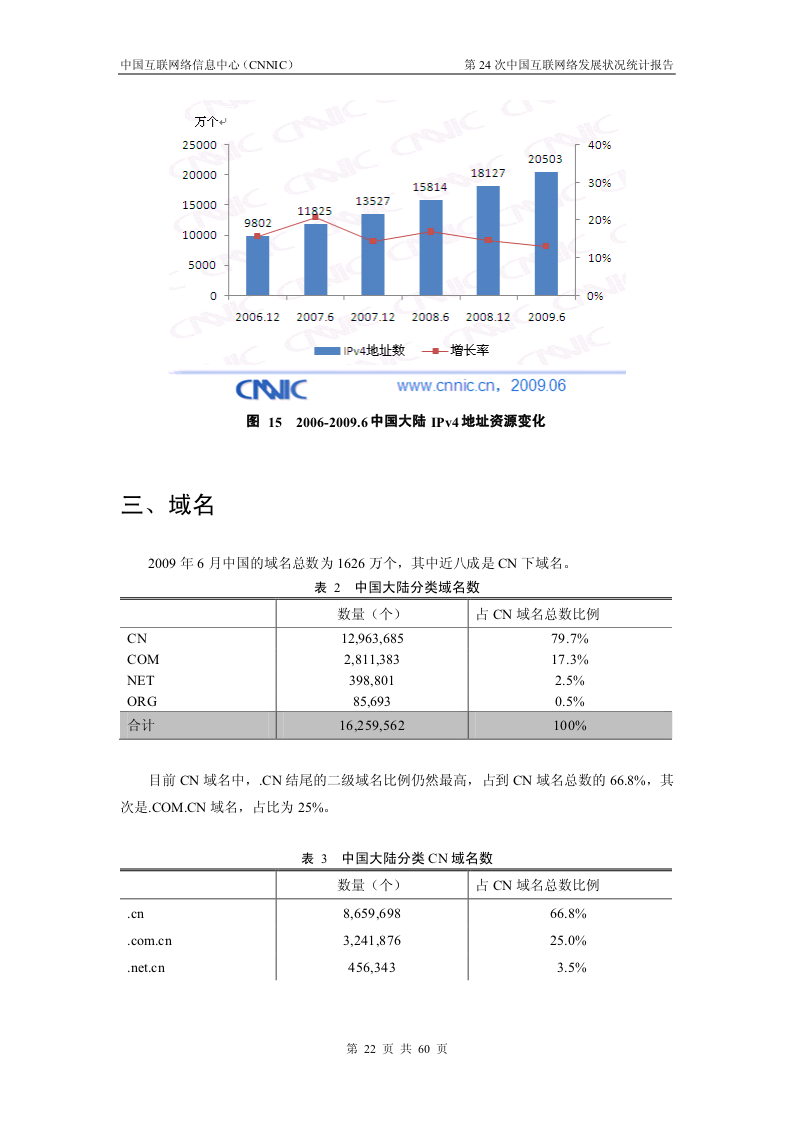 中国互联网络信息中心（CNNIC） 第 24 次中国互联网络发展状况统计报告
万个
25000 40%
20503
20000 18127 30%
15814
15000 13527 20%
11825
10000 9802 10%
5000
0 0%
2006.12 2007.6 2007.12 2008.6 2008.12 2009.6
IPv4地址数 增长率
CNNIC www.cnnic.cn，2009.06
图 15 2006-2009.6 中国大陆 IPv4 地址资源变化
三、域名
2009 年 6 月中国的域名总数为 1626 万个，其中近八成是 CN 下域名。
表 2 中国大陆分类域名数
数量（个） 占 CN 域名总数比例
CN 12,963,685 79.7%
COM 2,811,383 17.3%
NET 398,801 2.5%
ORG 85,693 0.5%
合计 16,259,562 100%
目前 CN 域名中，.CN 结尾的二级域名比例仍然最高，占到 CN 域名总数的 66.8%，其
次是.COM.CN 域名，占比为 25%。
表 3 中国大陆分类 CN 域名数
数量（个） 占 CN 域名总数比例
.cn 8,659,698 66.8%
.com.cn 3,241,876 25.0%
.net.cn 456,343 3.5%
第 22 页 共 60 页